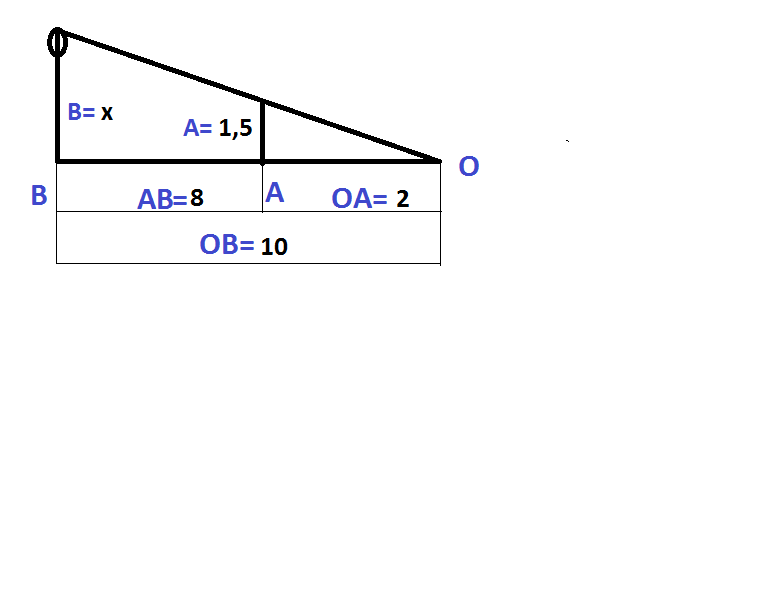 B= x
A= 1,5
O
B
AB= 8
A
OA= 2
OB= 10